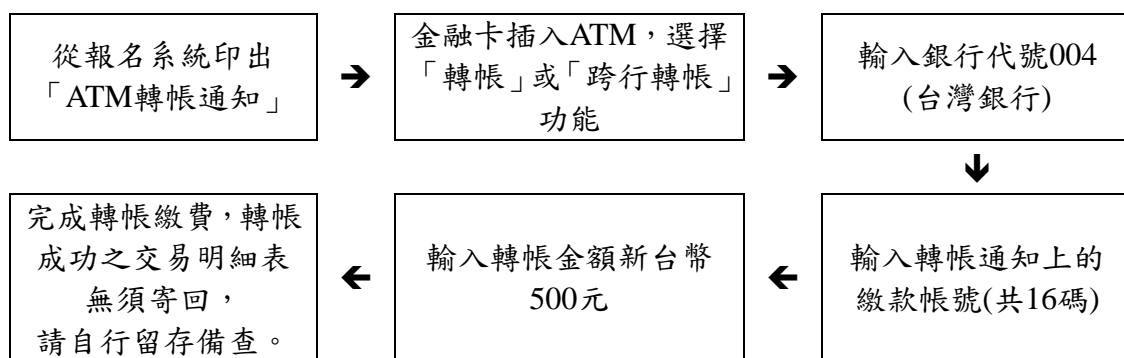 從報名系統印出
「ATM轉帳通知」
金融卡插入ATM，選擇
「轉帳」或「跨行轉帳」
功能
輸入銀行代號004
(台灣銀行)
輸入轉帳通知上的
繳款帳號(共16碼)
輸入轉帳金額新台幣
500元
完成轉帳繳費，轉帳
成功之交易明細表
無須寄回，
請自行留存備查。